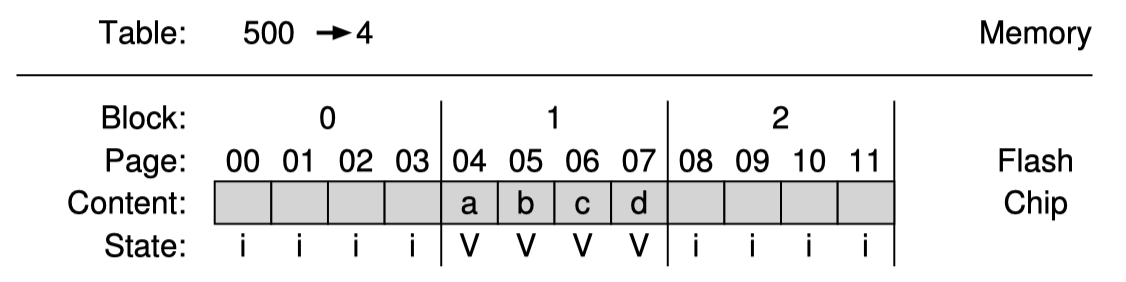 Table: 500 → 4 Memory
Block: 0 1 2
Page: 00 01 02 03 04 05 06 07 08 09 10 11 Flash
Content: a b c d Chip
State: i i i i V V V V i i i i